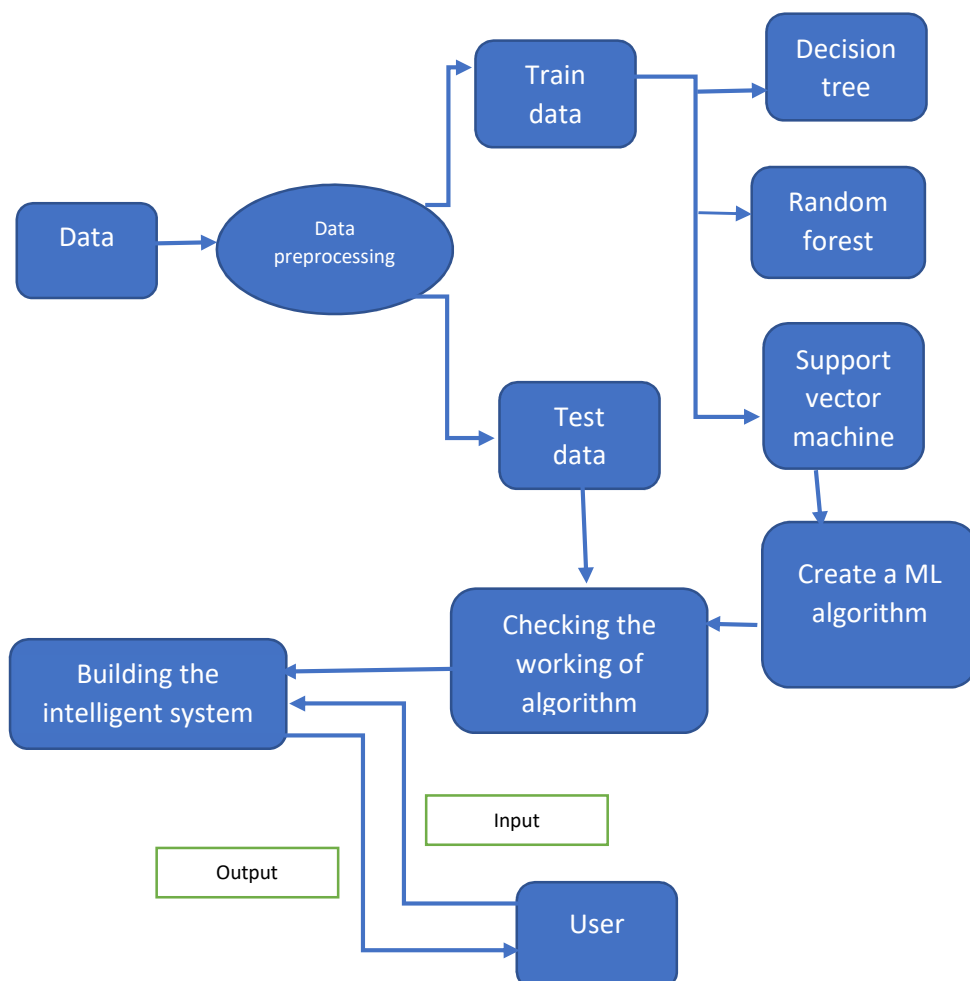 Train
data
Decision
tree
Data
Data
preprocessing
Random
forest
Test
data
Support
vector
machine
Create a ML
algorithm
Checking the
working of
algorithm
Building the
intelligent system
Input
Output
User